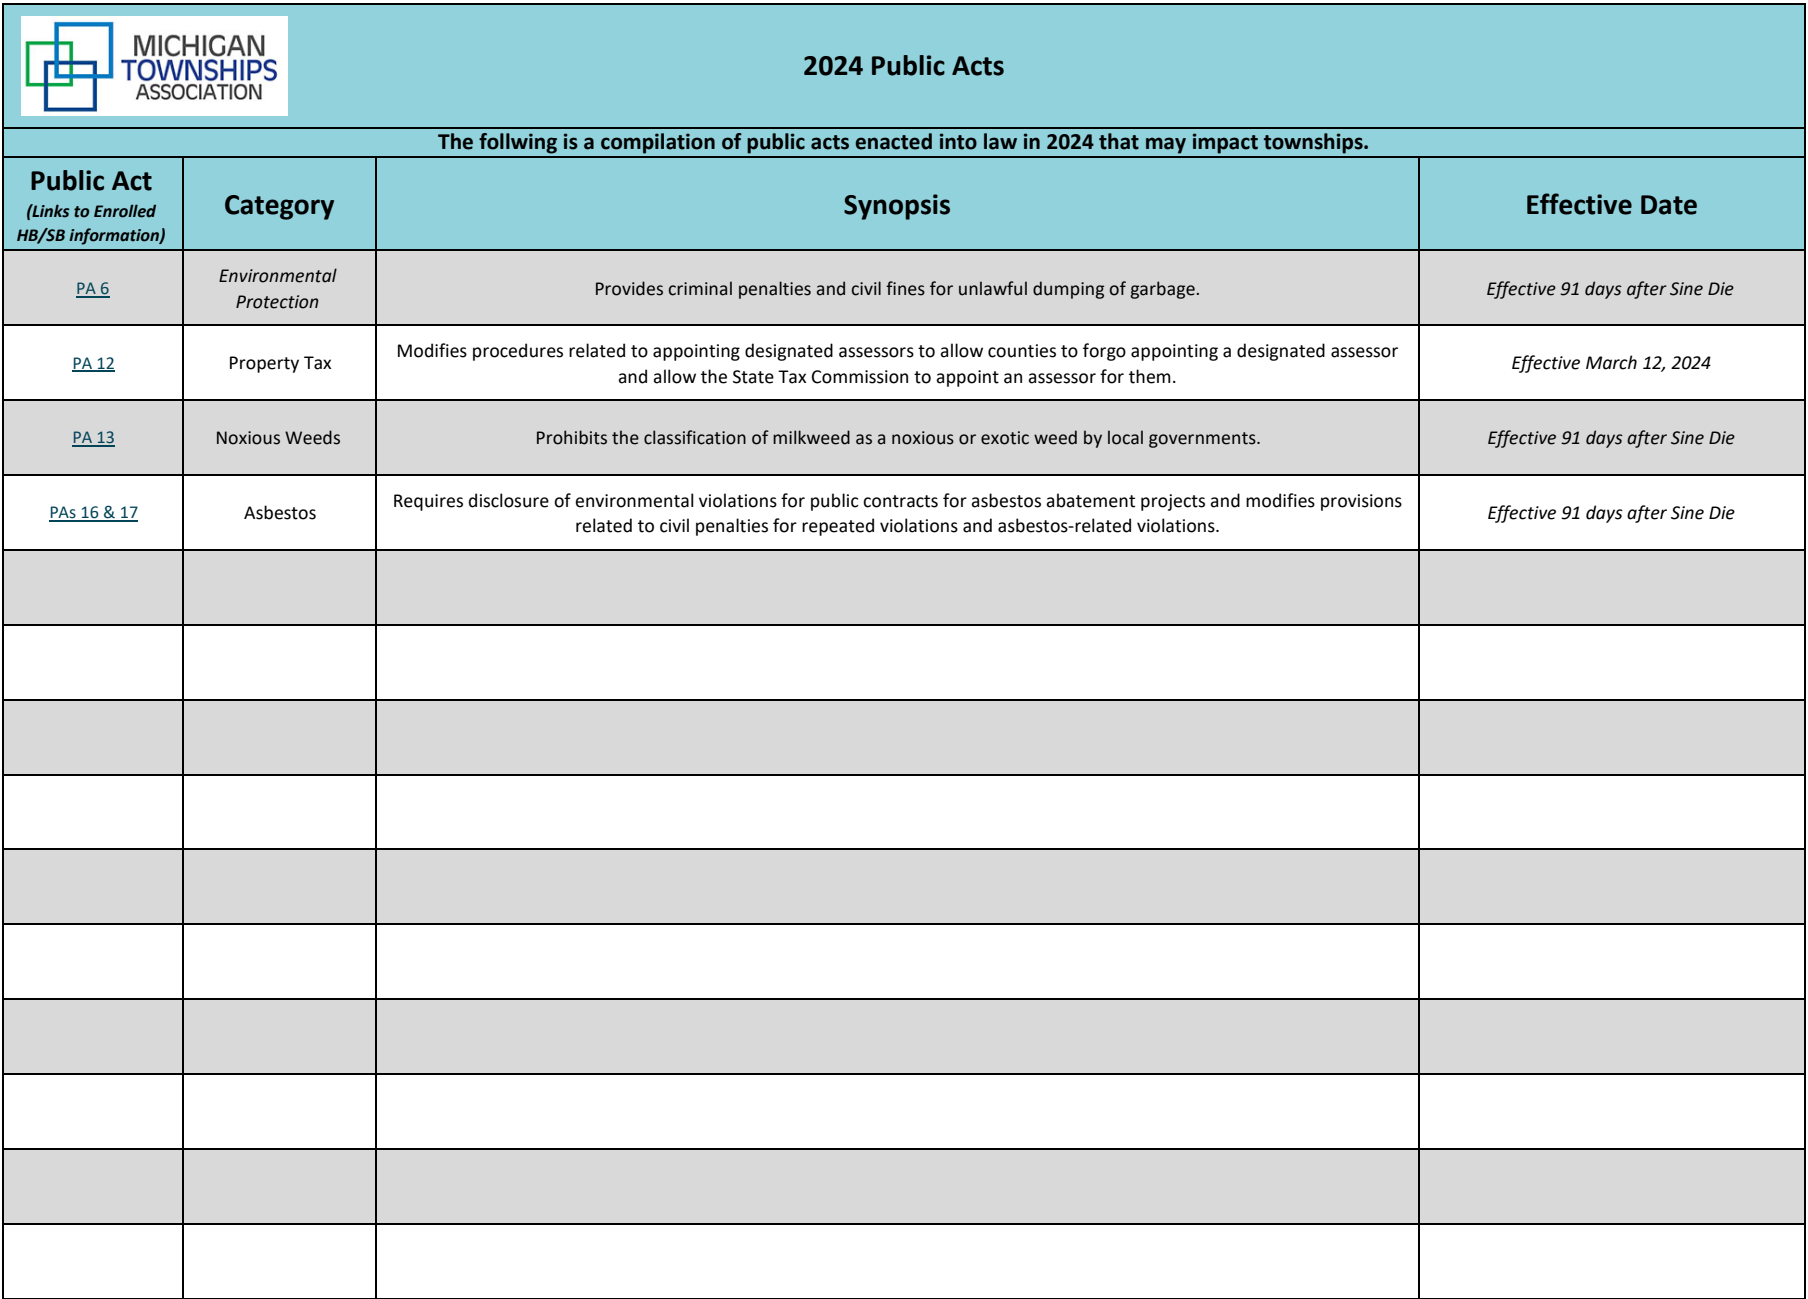 MICHIGAN
TOWNSHIPS
ASSOCIATION
2024 Public Acts
The follwing is a compilation of public acts enacted into law in 2024 that may impact townships.
Public Act
(Links to Enrolled
HB/SB information)
Category
Synopsis
Effective Date
PA 6
Environmental
Protection
Provides criminal penalties and civil fines for unlawful dumping of garbage.
Effective 91 days after Sine Die
PA 12
Property Tax
Modifies procedures related to appointing designated assessors to allow counties to forgo appointing a designated assessor
and allow the State Tax Commission to appoint an assessor for them.
Effective March 12, 2024
PA 13
Noxious Weeds
Prohibits the classification of milkweed as a noxious or exotic weed by local governments.
Effective 91 days after Sine Die
PAs 16 & 17
Asbestos
Requires disclosure of environmental violations for public contracts for asbestos abatement projects and modifies provisions
related to civil penalties for repeated violations and asbestos-related violations.
Effective 91 days after Sine Die